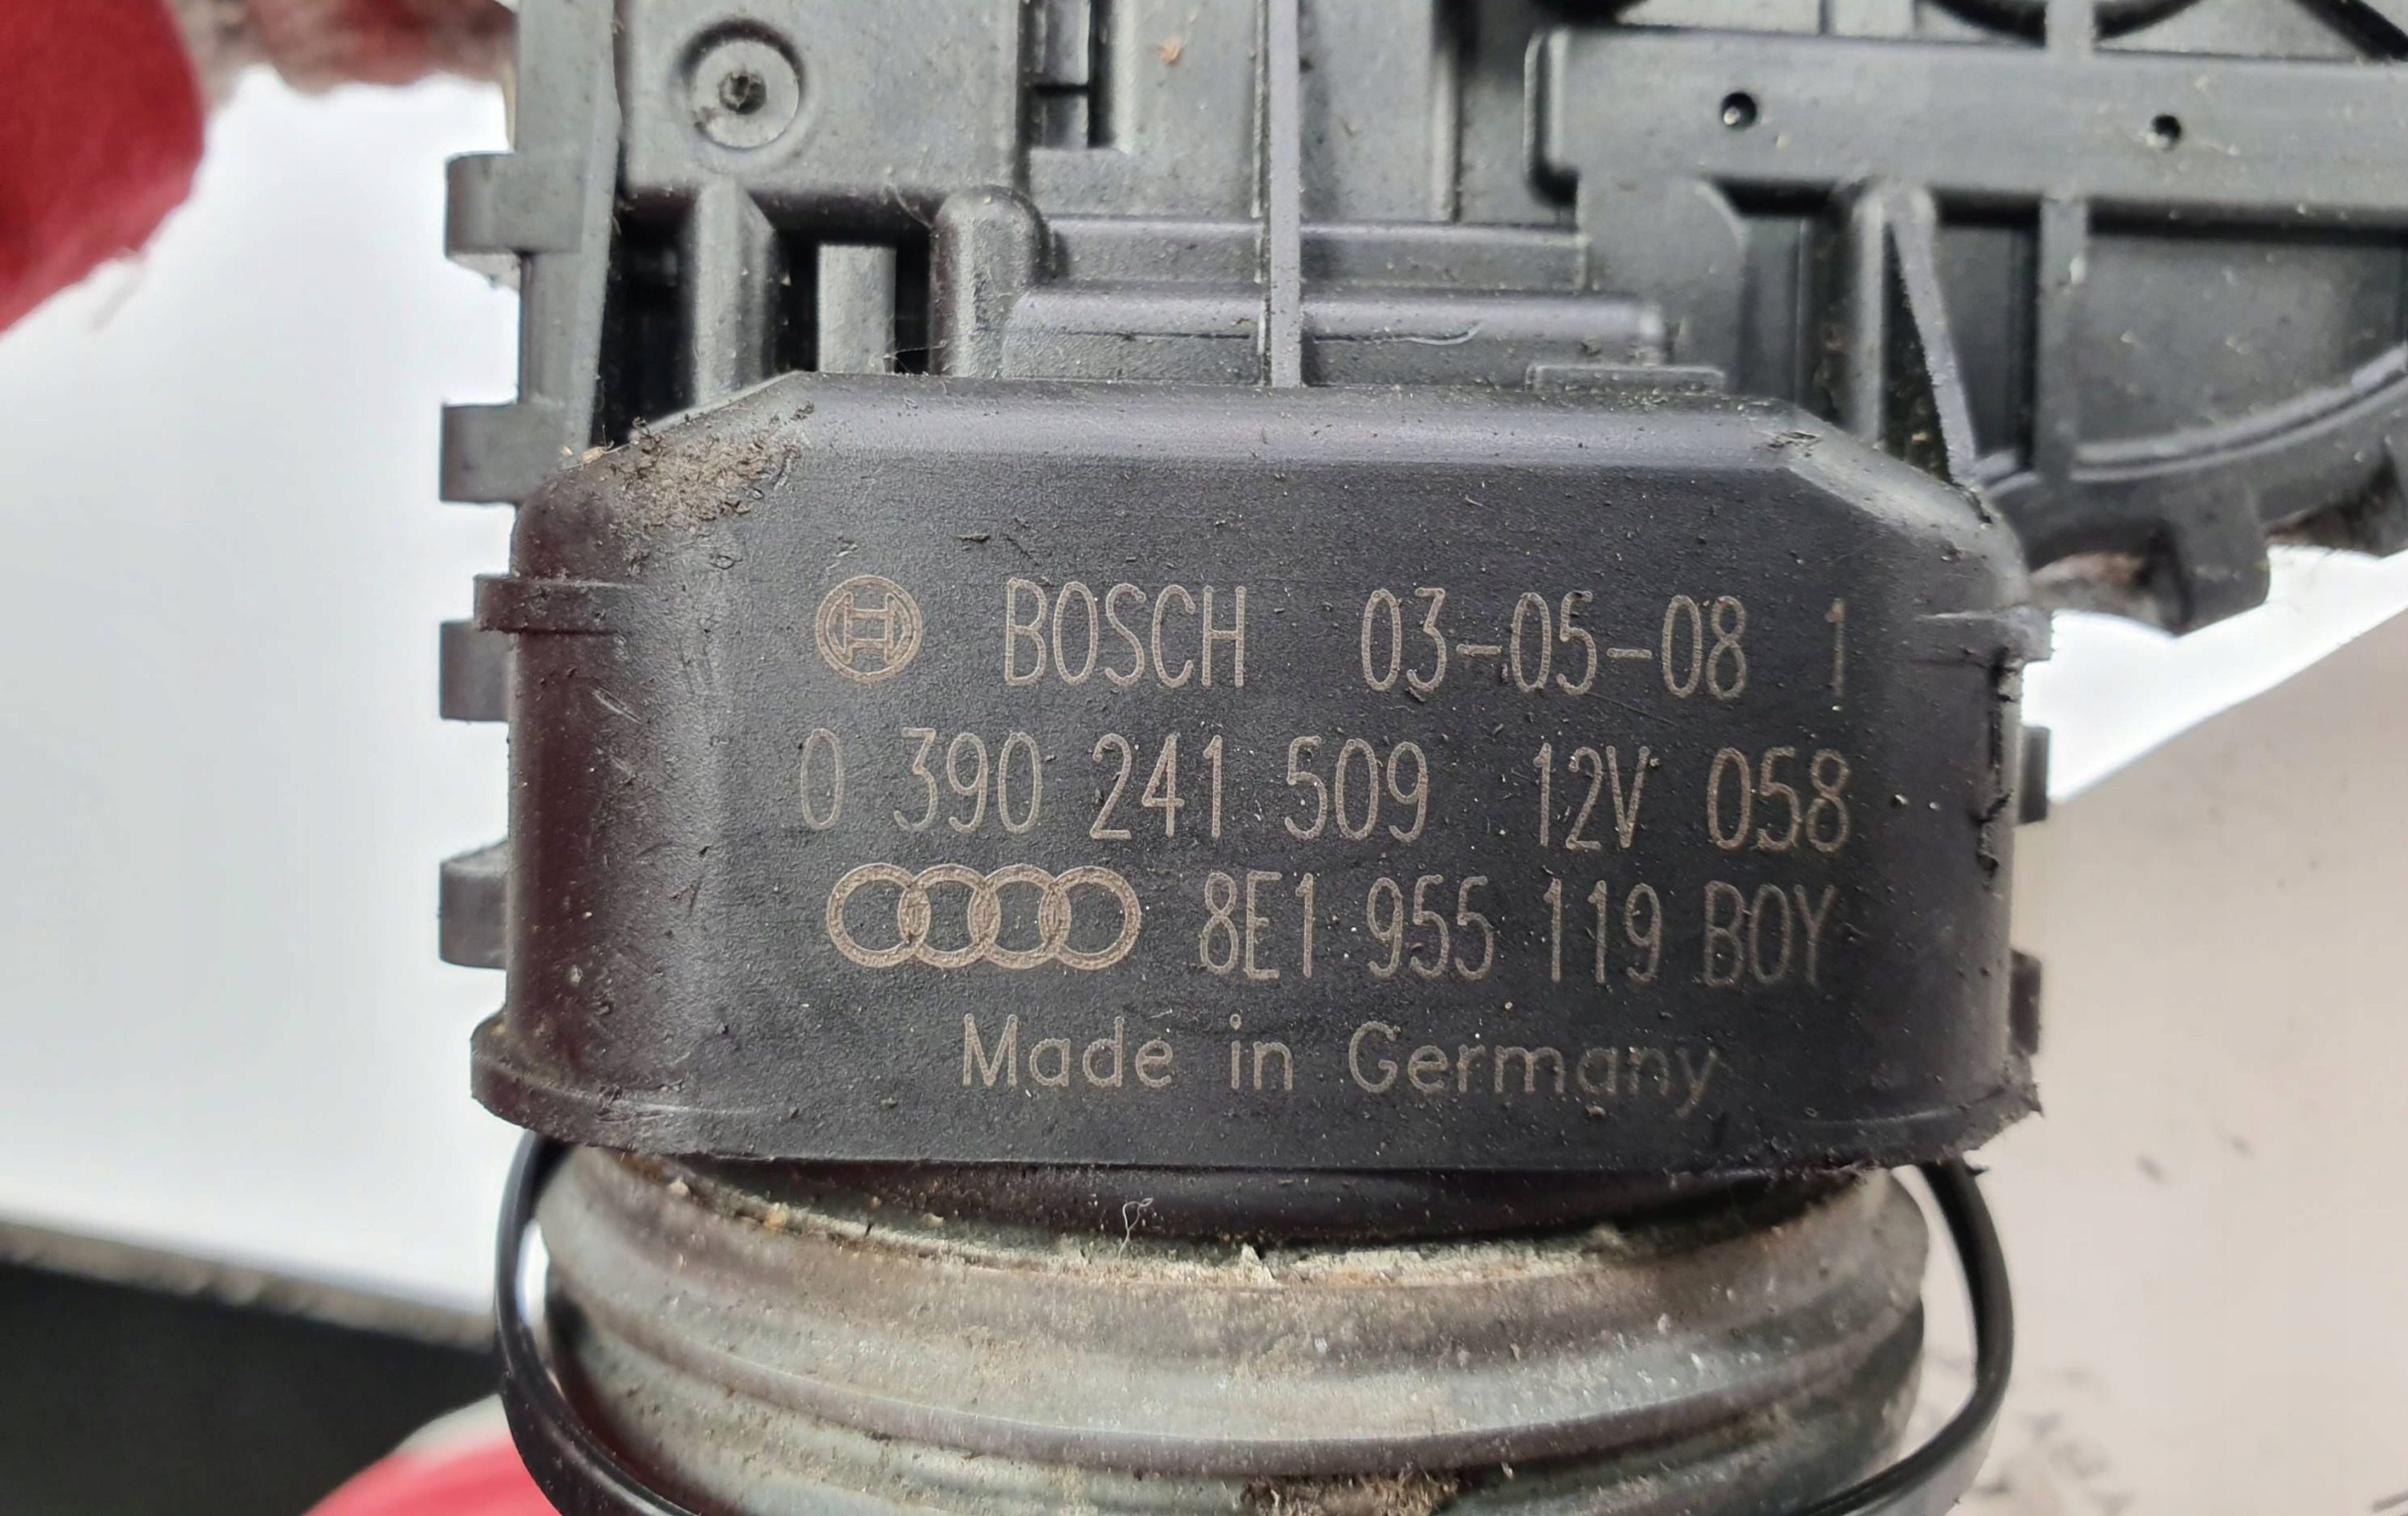 BOSCH 03-05-08 1
0 390 241 509 12V 058
8E1 955 119 BOY
Made in Germany